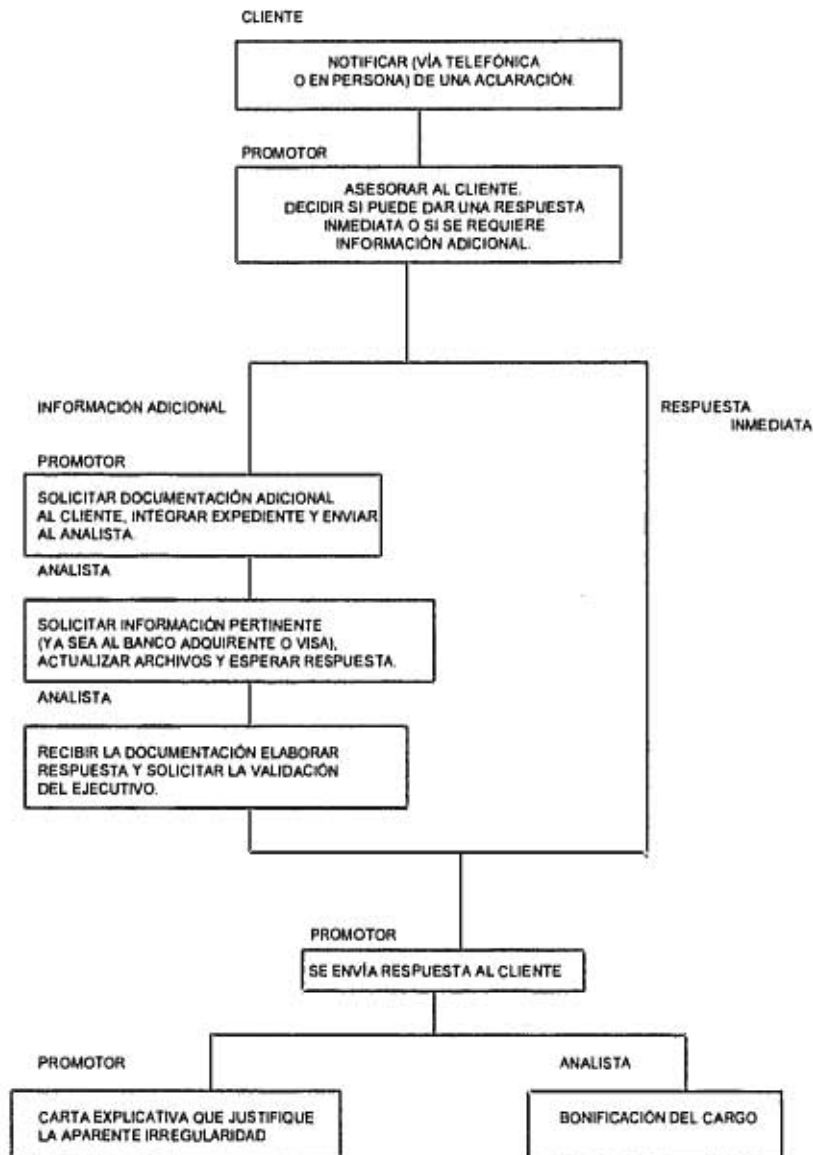 CLIENTE
NOTIFICAR (VÍA TELEFÓNICA
O EN PERSONA) DE UNA ACLARACIÓN.
PROMOTOR
ASESORAR AL CLIENTE.
DECIDIR SI PUEDE DAR UNA RESPUESTA
INMEDIATA O SI SE REQUIERE
INFORMACIÓN ADICIONAL.
INFORMACIÓN ADICIONAL
RESPUESTA
INMEDIATA
PROMOTOR
SOLICITAR DOCUMENTACIÓN ADICIONAL
AL CLIENTE, INTEGRAR EXPEDIENTE Y ENVIAR
AL ANALISTA.
ANALISTA
SOLICITAR INFORMACIÓN PERTINENTE
(YA SEA AL BANCO ADQUIRENTE O VISA),
ACTUALIZAR ARCHIVOS Y ESPERAR RESPUESTA.
ANALISTA
RECIBIR LA DOCUMENTACIÓN ELABORAR
RESPUESTA Y SOLICITAR LA VALIDACIÓN
DEL EJECUTIVO.
PROMOTOR
SE ENVÍA RESPUESTA AL CLIENTE
PROMOTOR
CARTA EXPLICATIVA QUE JUSTIFIQUE
LA APARENTE IRREGULARIDAD
ANALISTA
BONIFICACIÓN DEL CARGO